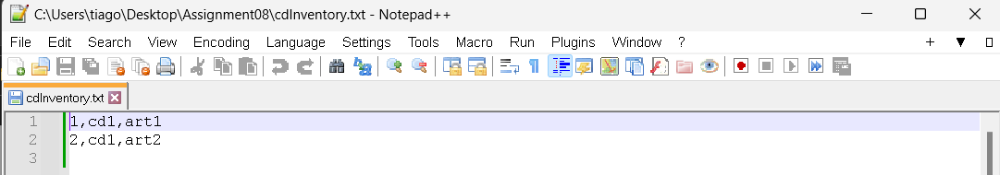 C:\Users\tiago\Desktop\Assignment08\cdInventory.txt - Notepad++
File Edit Search View Encoding Language Settings Tools Macro Run Plugins Window ?
cdInventory.txt
1 1,cd1,art1
2 2,cd1,art2
3